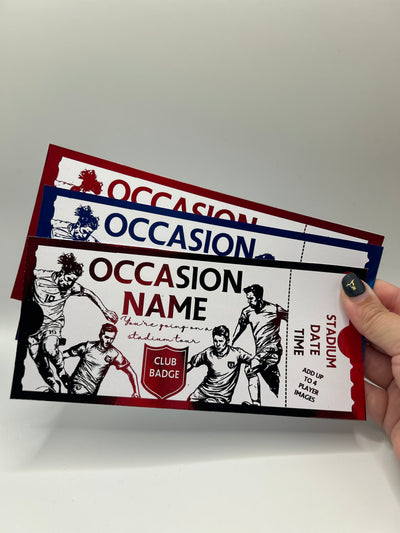 OCCASION
OCCASION
OCCASION
NAME
You're going on a
stadium tour
CLUB
BADGE
STADIUM
DATE
TIME
ADD UP
TO 4
PLAYER
IMAGES
10